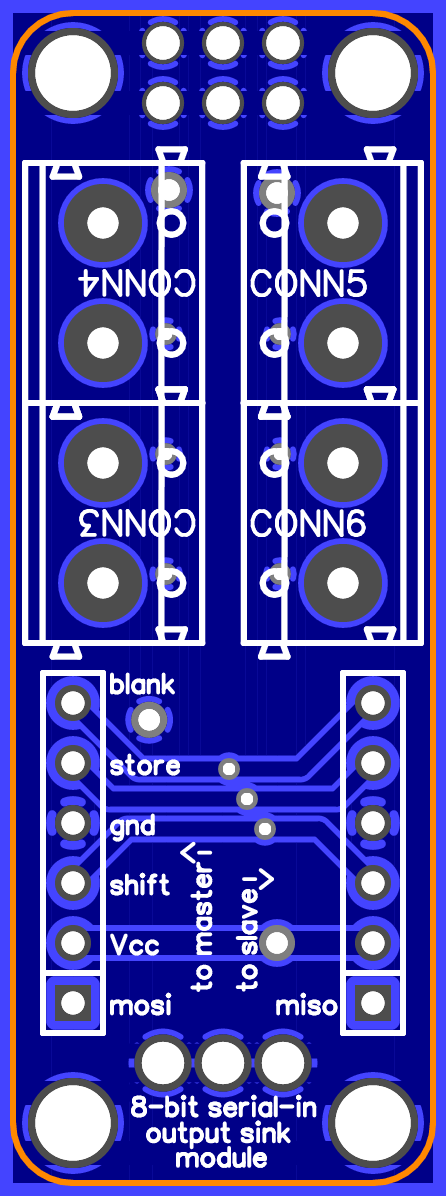 CONN4
CONN5
CONN3
CONN6
blank
store
gnd
shift
Vcc
mosi
to master
to slave
miso
8-bit serial-in
output sink
module